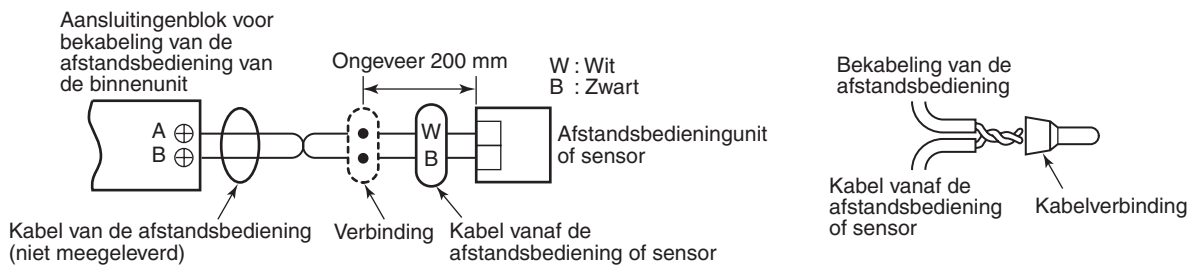 Aansluitingenblok voor
bekabeling van de
afstandsbediening van
de binnenunit
Ongeveer 200 mm
W : Wit
B : Zwart
A
B
W
B
Afstandsbedieningunit
of sensor
Kabel van de afstandsbediening
(niet meegeleverd)
Verbinding
Kabel vanaf de
afstandsbediening of sensor
Bekabeling van de
afstandsbediening
Kabel vanaf de
afstandsbediening
of sensor
Kabelverbinding